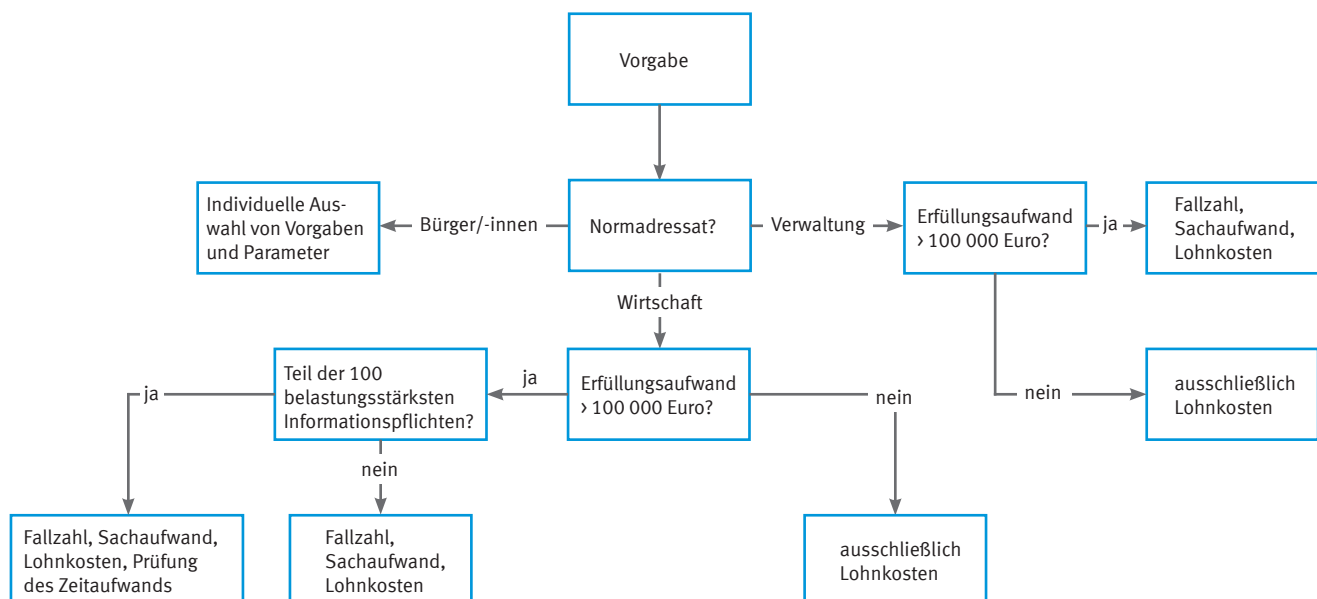 Vorgabe
Individuelle Aus-
wahl von Vorgaben
und Parameter
Bürger/-innen
Normadressat?
Verwaltung
Erfüllungsaufwand
> 100 000 Euro?
ja
Fallzahl,
Sachaufwand,
Lohnkosten
Wirtschaft
nein
ausschließlich
Lohnkosten
ja
Teil der 100
belastungsstärksten
Informationspflichten?
ja
Erfüllungsaufwand
> 100 000 Euro?
nein
nein
Fallzahl, Sachaufwand,
Lohnkosten, Prüfung
des Zeitaufwands
Fallzahl,
Sachaufwand,
Lohnkosten
ausschließlich
Lohnkosten